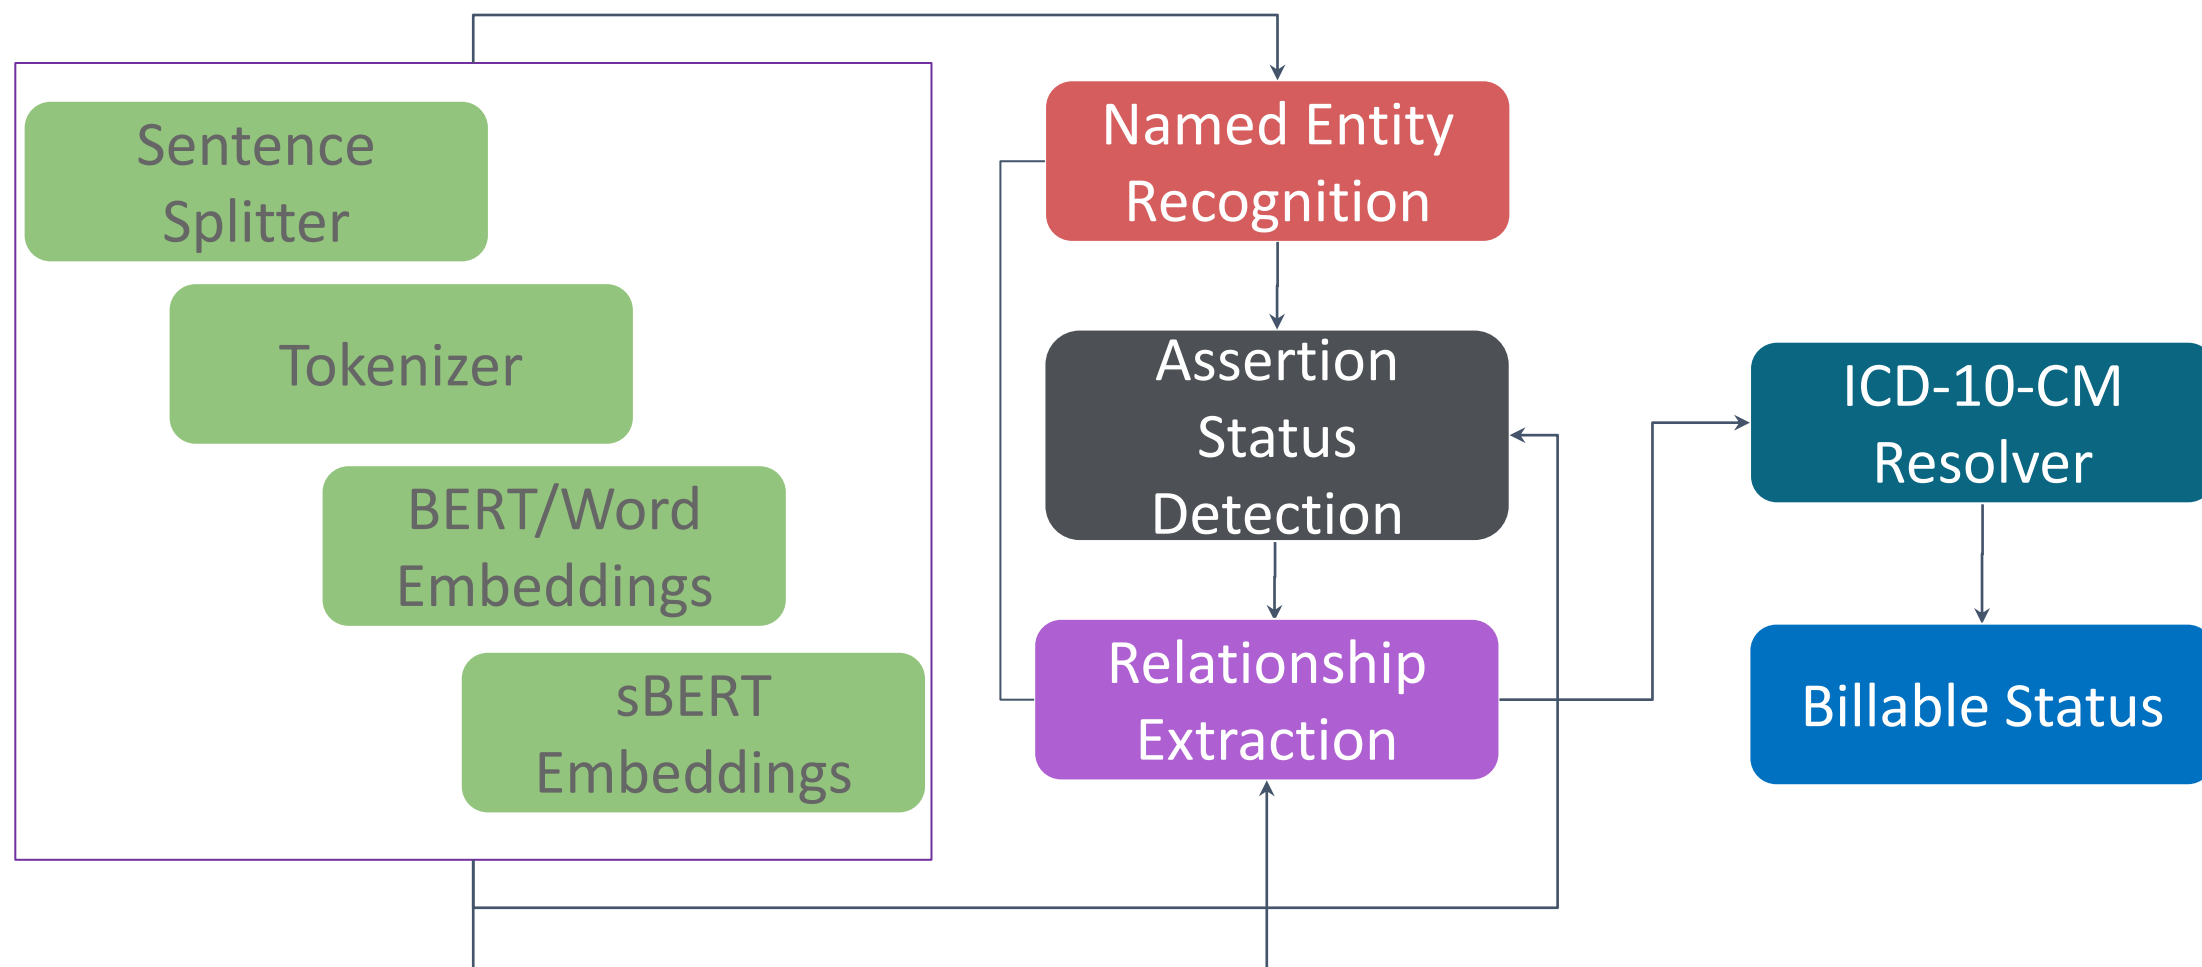 Sentence
Splitter
Tokenizer
BERT/Word
Embeddings
sBERT
Embeddings
Named Entity
Recognition
Assertion
Status
Detection
Relationship
Extraction
ICD-10-CM
Resolver
Billable Status